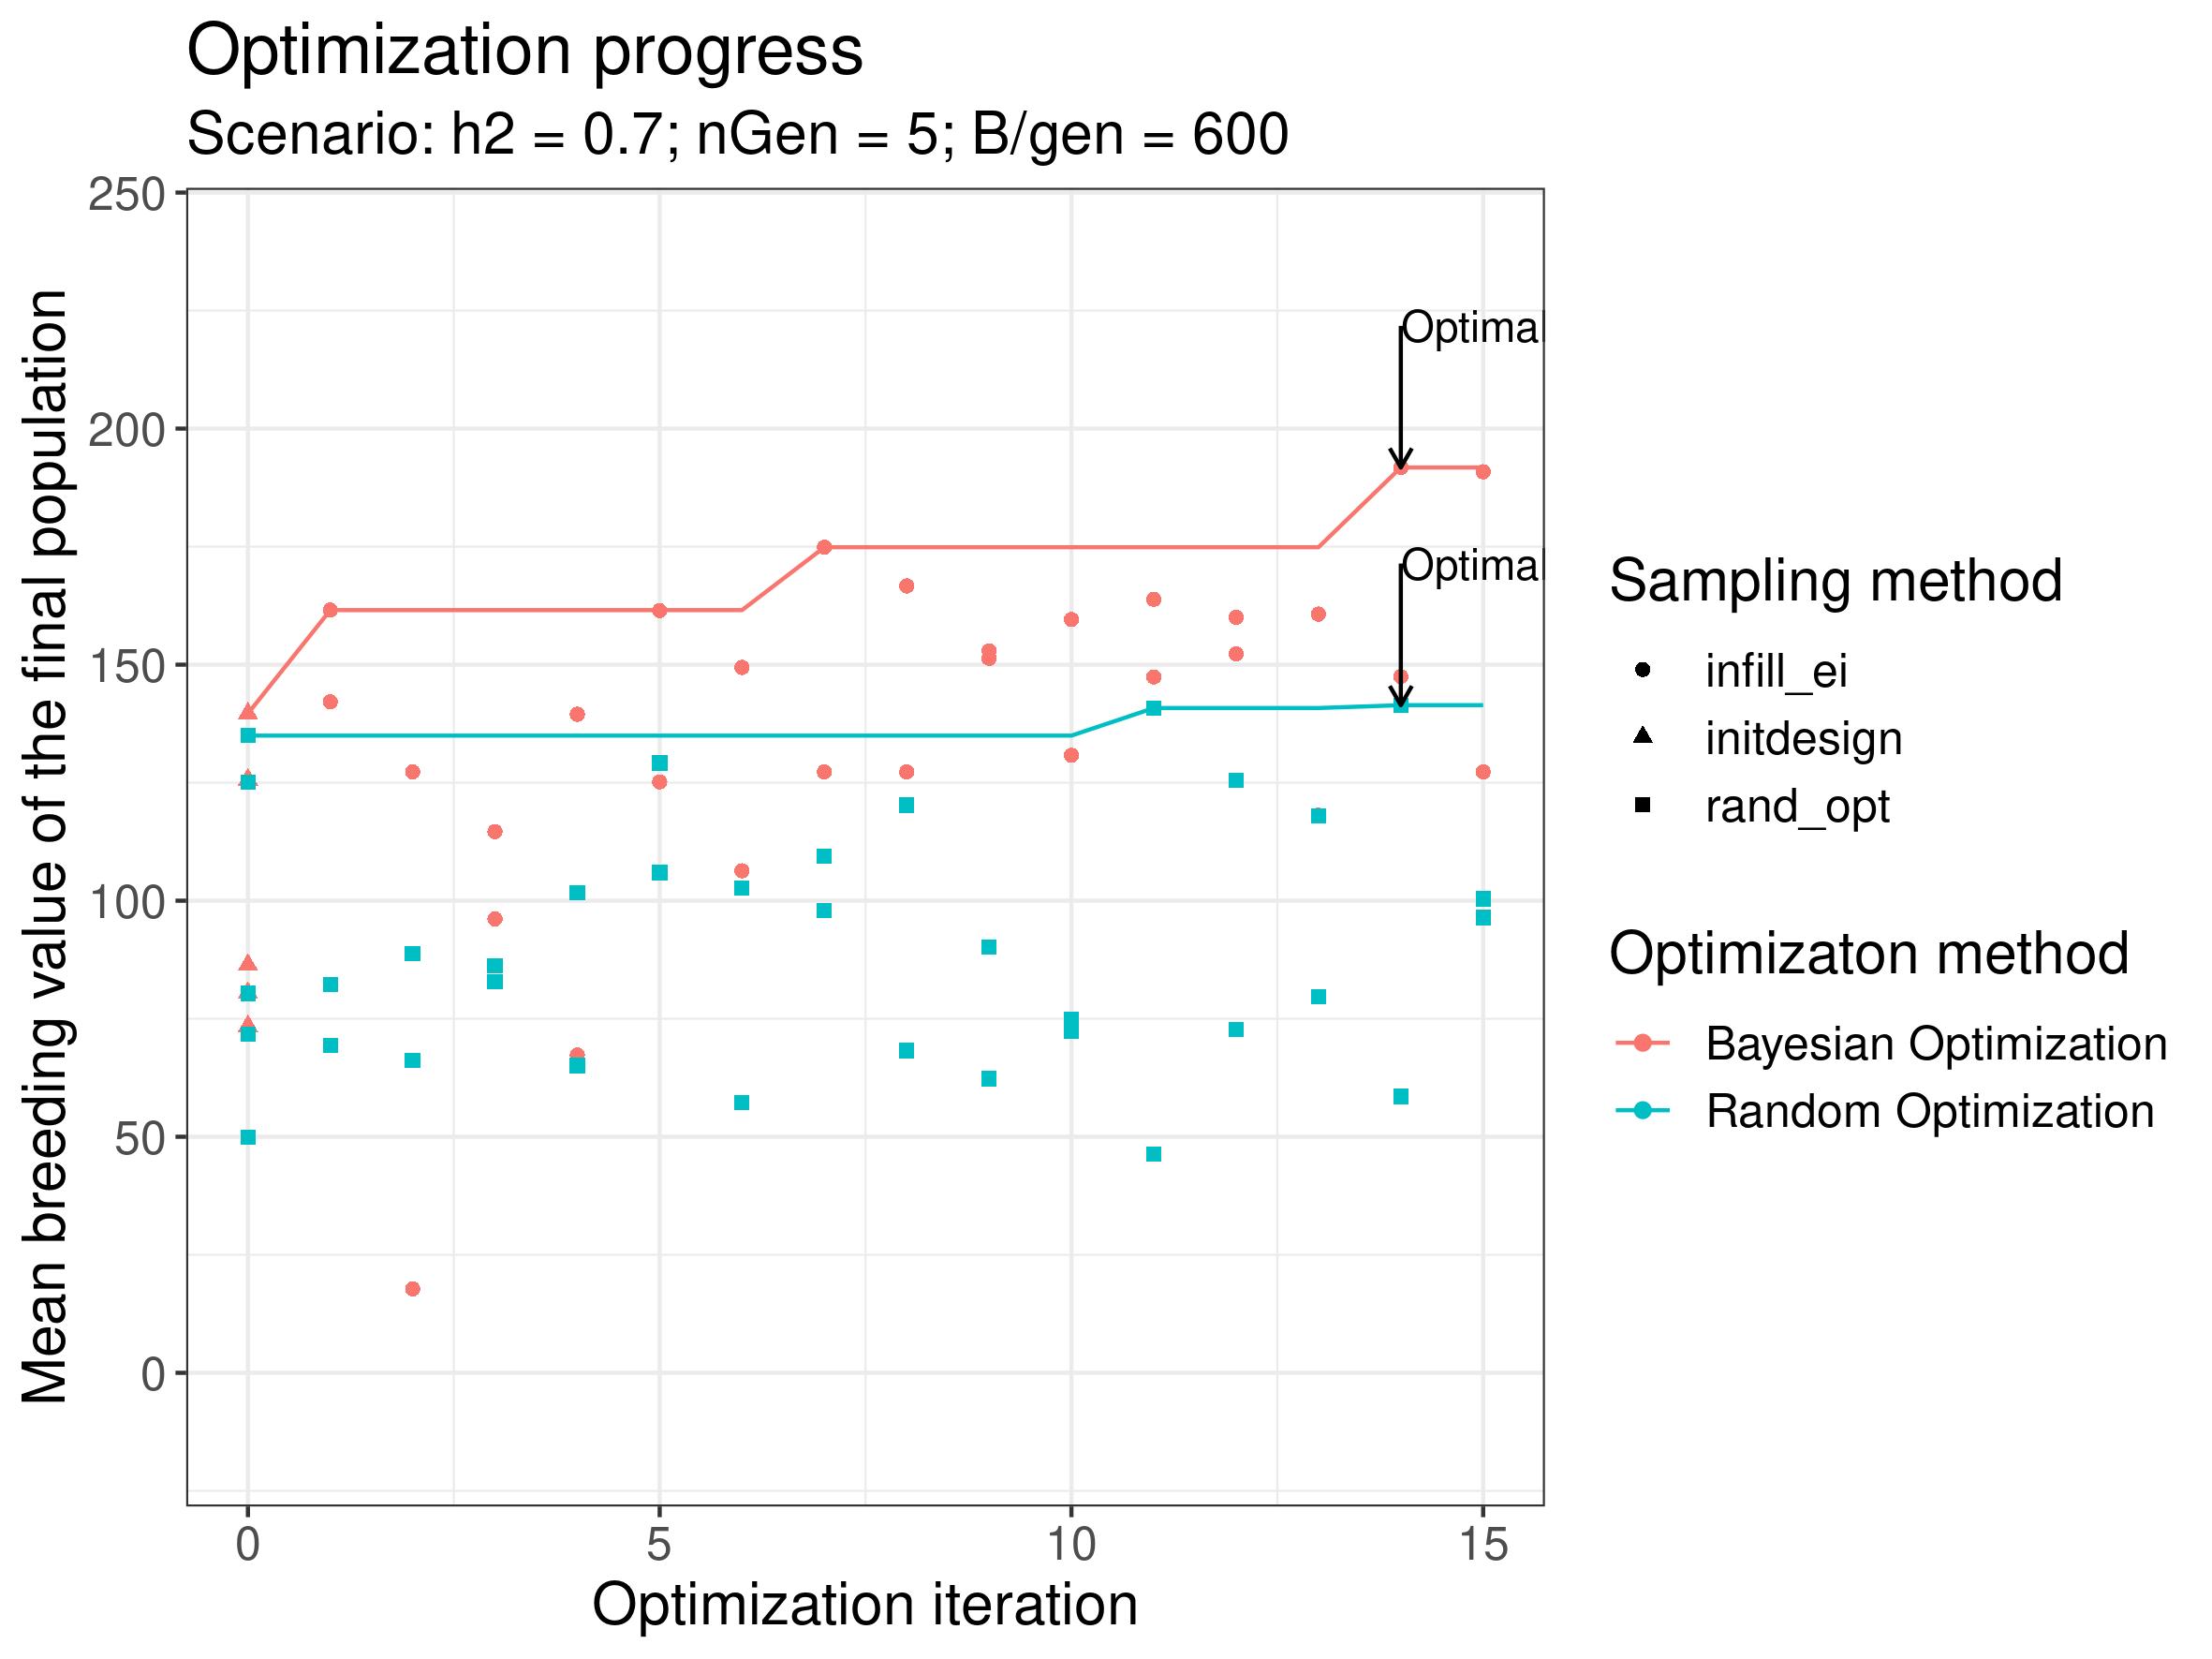 Optimization progress
Scenario: h2 = 0.7; nGen = 5; B/gen = 600
Mean breeding value of the final population
250
200
150
100
50
0
Optimal
Optimal
0 5 10 15
Optimization iteration
Sampling method
infill_ei
initdesign
rand_opt
Optimizaton method
Bayesian Optimization
Random Optimization